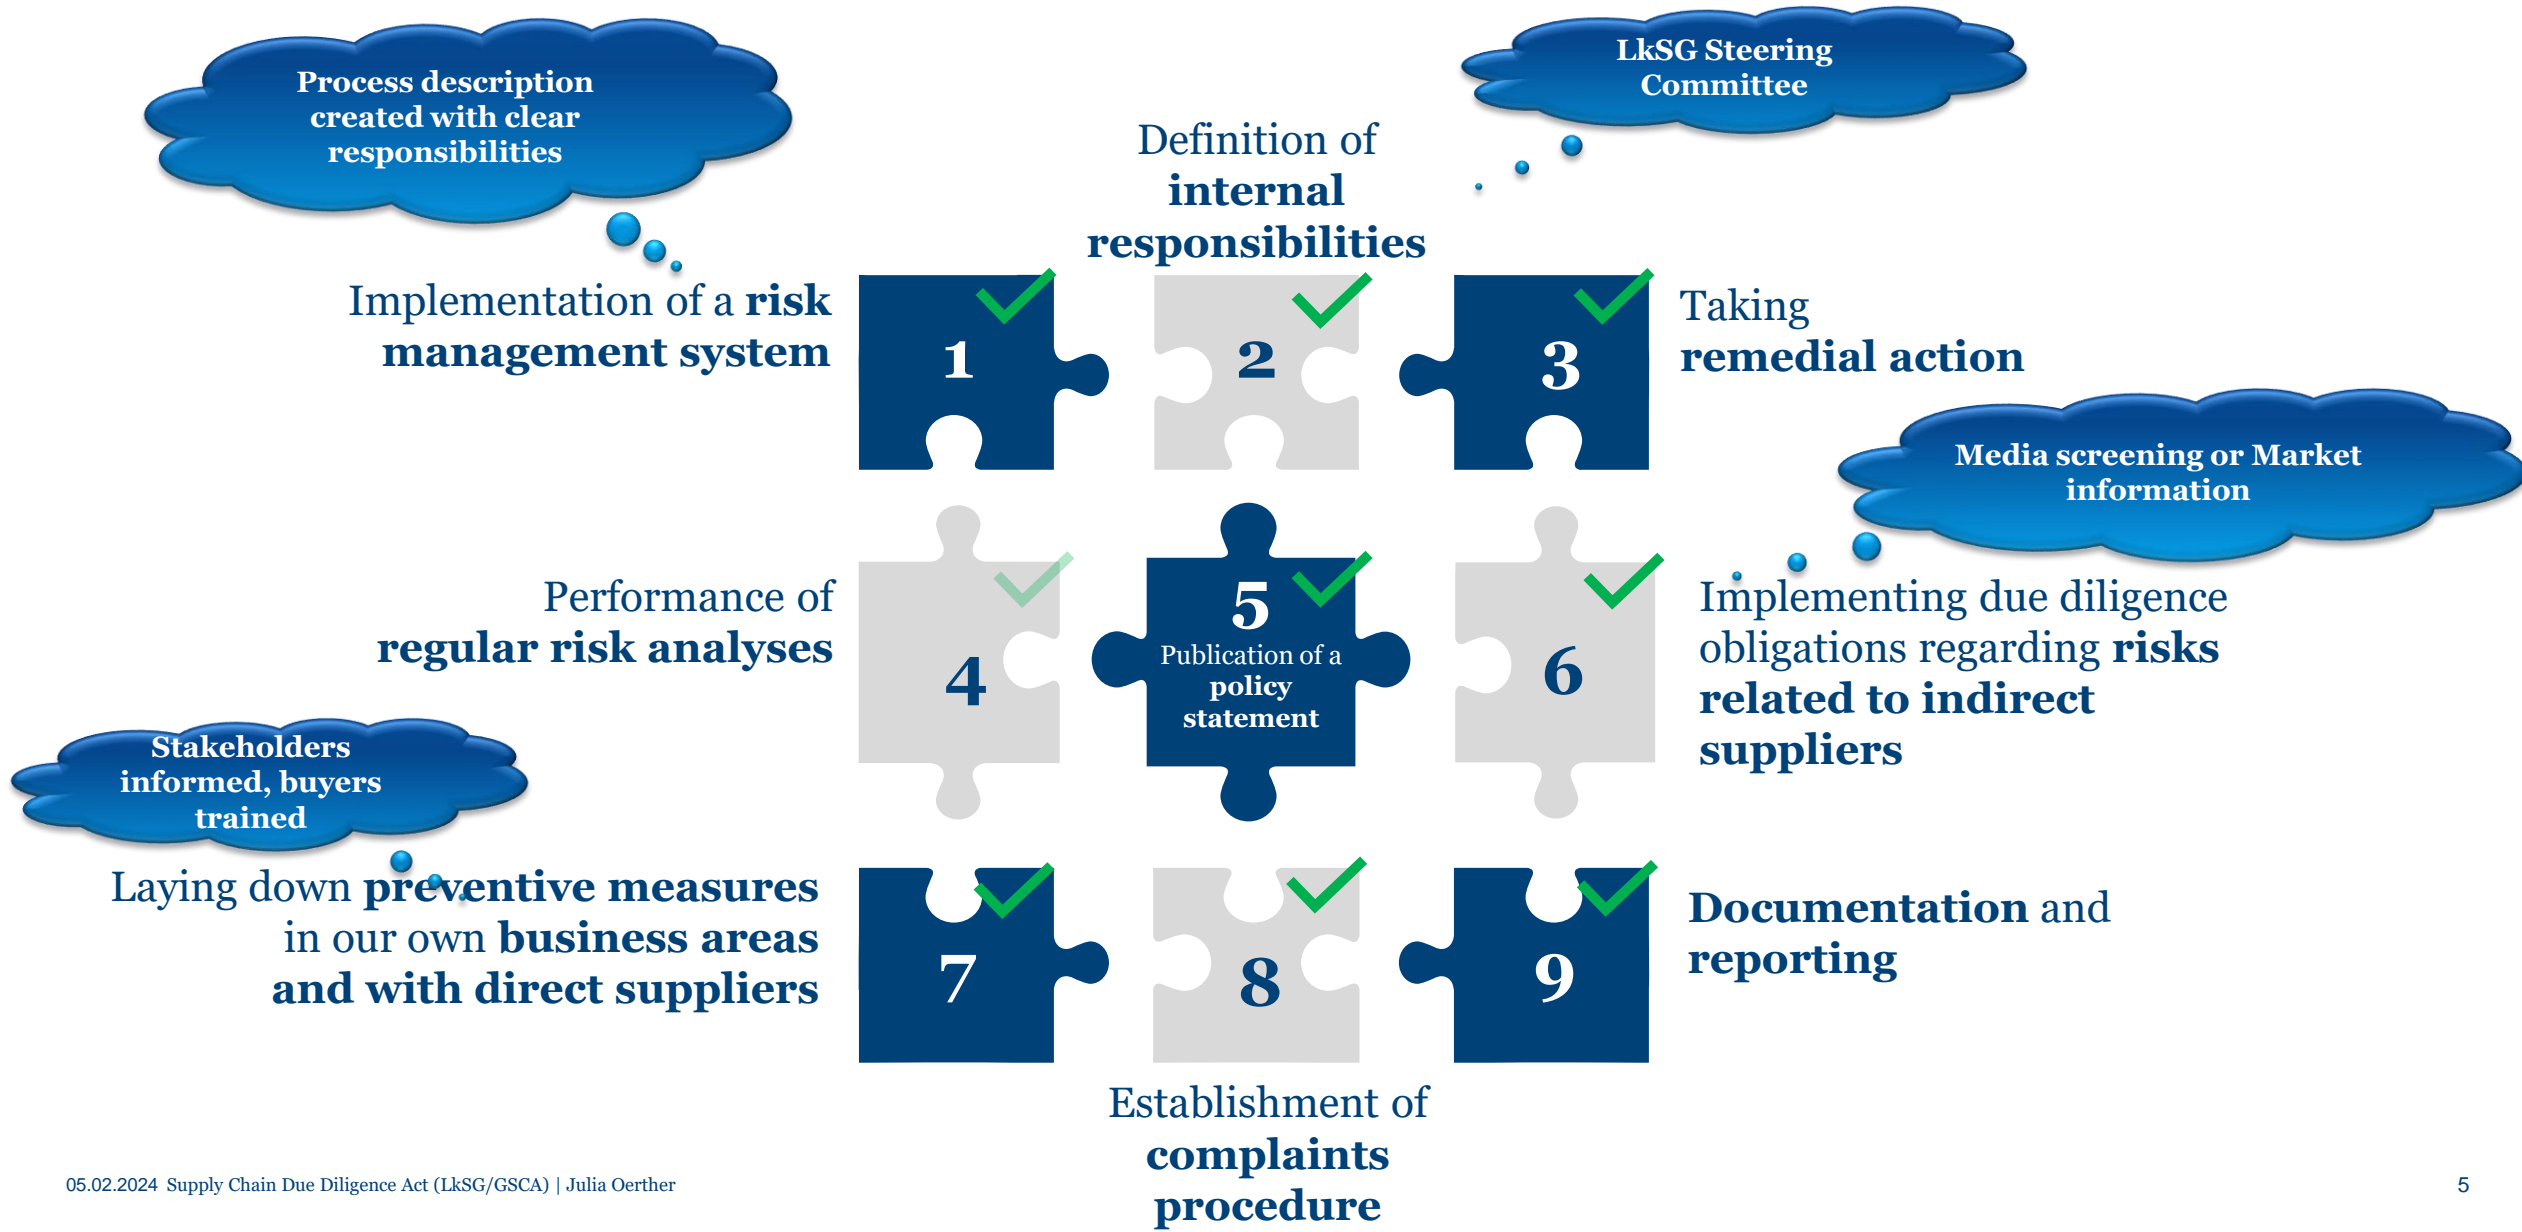 Process description
created with clear
responsibilities
LkSG Steering
Committee
Definition of
internal
responsibilities
Implementation of a risk
management system
1
2
3
Taking
remedial action
Media screening or Market
information
Performance of
regular risk analyses
4
5
Publication of a
policy
statement
6
Implementing due diligence
obligations regarding risks
related to indirect
suppliers
Stakeholders
informed, buyers
trained
Laying down preventive measures
in our own business areas
and with direct suppliers
7
8
9
Documentation and
reporting
Establishment of
complaints
procedure
05.02.2024 Supply Chain Due Diligence Act (LkSG/GSCA) | Julia Oerther
5